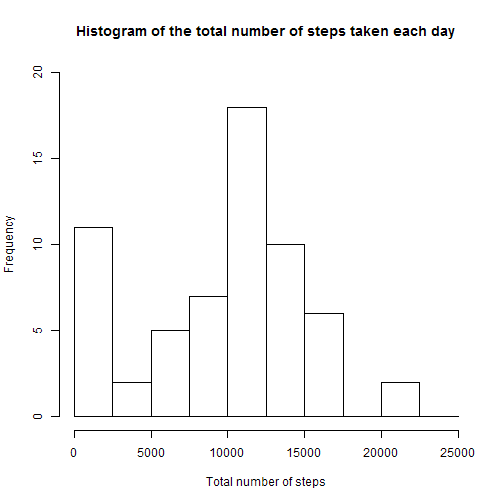 Histogram of the total number of steps taken each day
Frequency
20
15
10
5
0
0 5000 10000 15000 20000 25000
Total number of steps